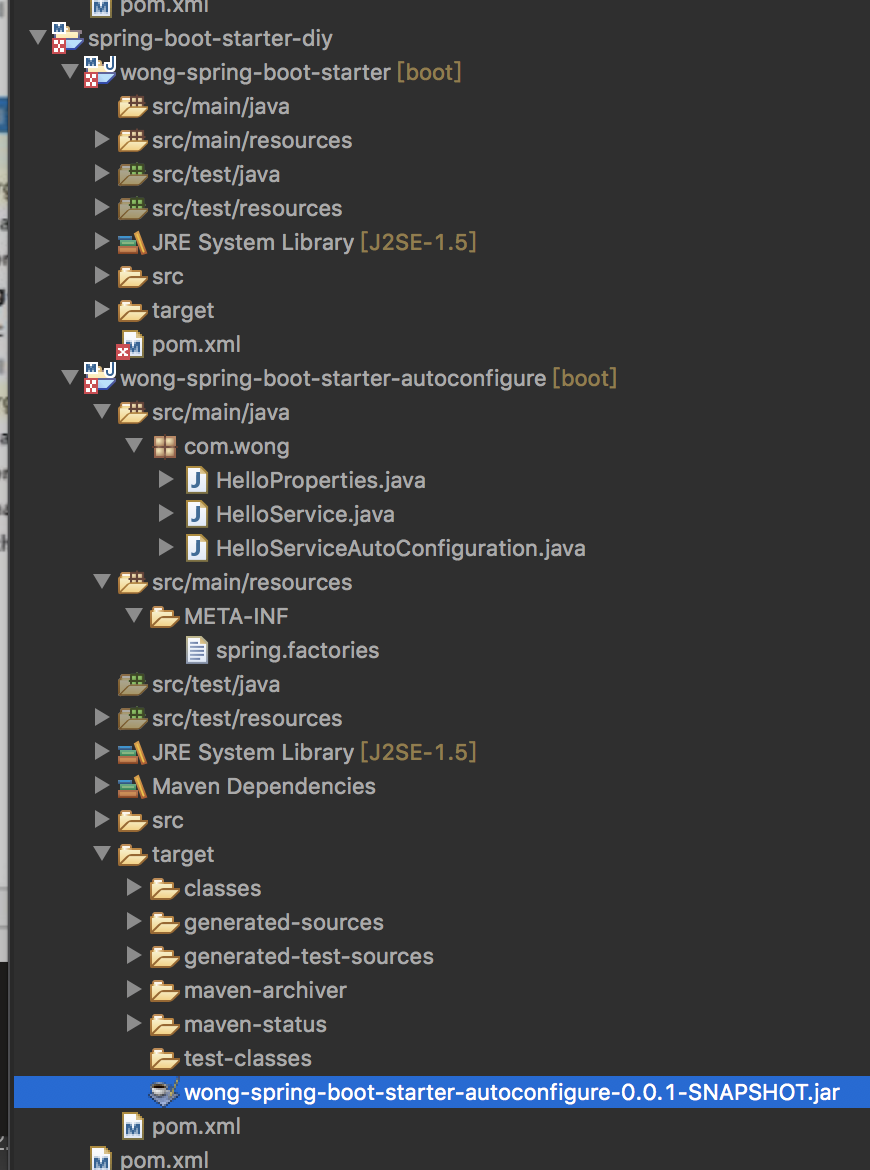 pom.xml
spring-boot-starter-diy
wong-spring-boot-starter [boot]
src/main/java
src/main/resources
src/test/java
src/test/resources
JRE System Library [J2SE-1.5]
src
target
pom.xml
wong-spring-boot-starter-autoconfigure [boot]
src/main/java
com.wong
HelloProperties.java
HelloService.java
HelloServiceAutoConfiguration.java
src/main/resources
META-INF
spring.factories
src/test/java
src/test/resources
JRE System Library [J2SE-1.5]
Maven Dependencies
src
target
classes
generated-sources
generated-test-sources
maven-archiver
maven-status
test-classes
wong-spring-boot-starter-autoconfigure-0.0.1-SNAPSHOT.jar
pom.xml
pom.xml